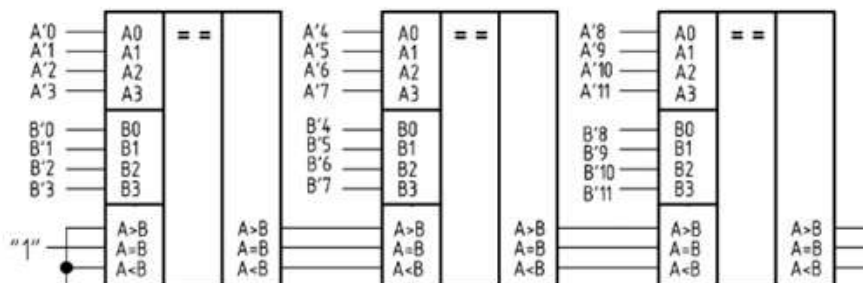 A'0 A0 == A'4 A0 == A'8 A0 ==
A'1 A1 A'5 A1 A'9 A1
A'2 A2 A'6 A2 A'10 A2
A'3 A3 A'7 A3 A'11 A3
B'0 B0 B'4 B0 B'8 B0
B'1 B1 B'5 B1 B'9 B1
B'2 B2 B'6 B2 B'10 B2
B'3 B3 B'7 B3 B'11 B3
A>B A>B A>B A>B A>B A>B
"1" A=B A=B A=B A=B A=B A=B
A<B A<B A<B A<B A<B A<B